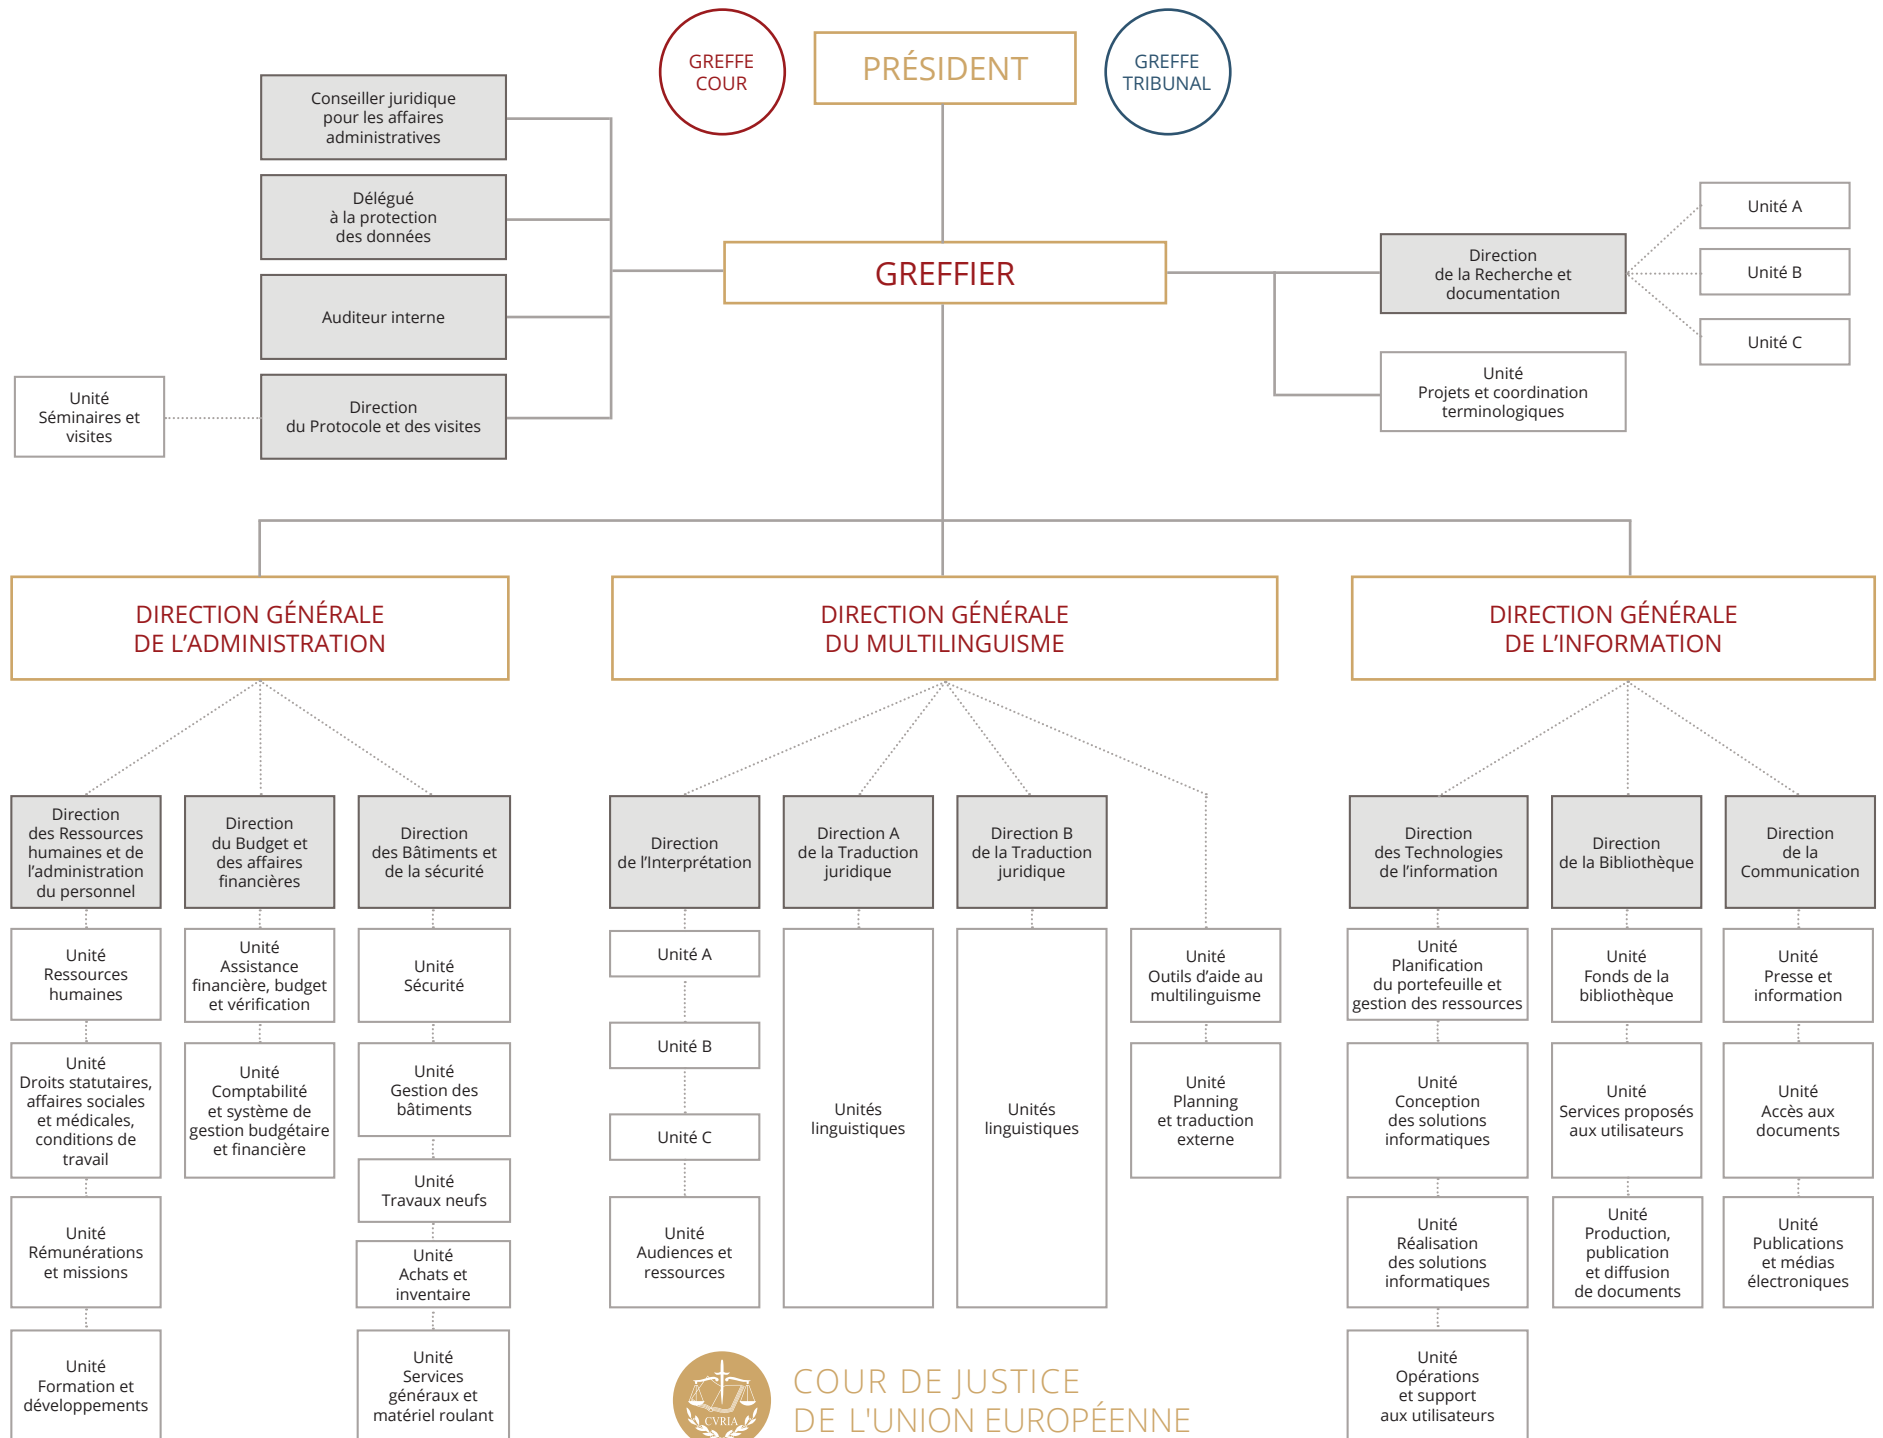 GREFFE
COUR
PRÉSIDENT
GREFFE
TRIBUNAL
Conseiller juridique
pour les affaires
administratives
Délégué
à la protection
des données
Auditeur interne
Direction
du Protocole et des visites
Unité
Séminaires et
visites
GREFFIER
Direction
de la Recherche et
documentation
Unité A
Unité B
Unité C
Unité
Projets et coordination
terminologiques
DIRECTION GÉNÉRALE
DE L’ADMINISTRATION
DIRECTION GÉNÉRALE
DU MULTILINGUISME
DIRECTION GÉNÉRALE
DE L’INFORMATION
Direction
des Ressources
humaines et de
l’administration
du personnel
Unité
Ressources
humaines
Unité
Droits statutaires,
affaires sociales
et médicales,
conditions de
travail
Unité
Rémunérations
et missions
Unité
Formation et
développements
Direction
du Budget et
des affaires
financières
Unité
Assistance
financière, budget
et vérification
Unité
Comptabilité
et système de
gestion budgétaire
et financière
Direction
des Bâtiments et
de la sécurité
Unité
Sécurité
Unité
Gestion des
bâtiments
Unité
Travaux neufs
Unité
Achats et
inventaire
Unité
Services
généraux et
matériel roulant
Direction
de l’Interprétation
Unité A
Unité B
Unité C
Unité
Audiences et
ressources
Direction A
de la Traduction
juridique
Unités
linguistiques
Direction B
de la Traduction
juridique
Unités
linguistiques
Unité
Outils d’aide au
multilinguisme
Unité
Planning
et traduction
externe
Direction
des Technologies
de l’information
Unité
Planification
du portefeuille et
gestion des ressources
Unité
Conception
des solutions
informatiques
Unité
Réalisation
des solutions
informatiques
Unité
Opérations
et support
aux utilisateurs
Direction
de la Bibliothèque
Unité
Fonds de la
bibliothèque
Unité
Services proposés
aux utilisateurs
Unité
Production,
publication
et diffusion
de documents
Direction
de la
Communication
Unité
Presse et
information
Unité
Accès aux
documents
Unité
Publications
et médias
électroniques
CVRIA
COUR DE JUSTICE
DE L'UNION EUROPÉENNE